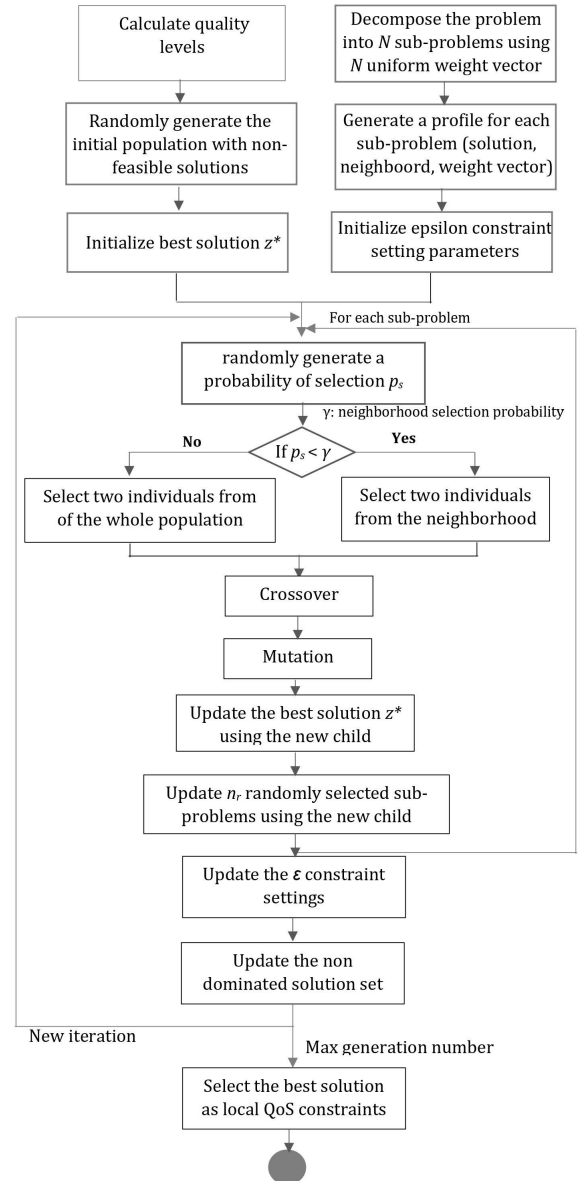 Calculate quality
levels
Decompose the problem
into N sub-problems using
N uniform weight vector
Randomly generate the
initial population with non-
feasible solutions
Generate a profile for each
sub-problem (solution,
neighboord, weight vector)
Initialize best solution z*
Initialize epsilon constraint
setting parameters
For each sub-problem
randomly generate a
probability of selection ps
γ: neighborhood selection probability
No
If ps < γ
Yes
Select two individuals from
of the whole population
Select two individuals
from the neighborhood
Crossover
Mutation
Update the best solution z*
using the new child
Update nr randomly selected sub-
problems using the new child
Update the ε constraint
settings
Update the non
dominated solution set
New iteration
Max generation number
Select the best solution
as local QoS constraints